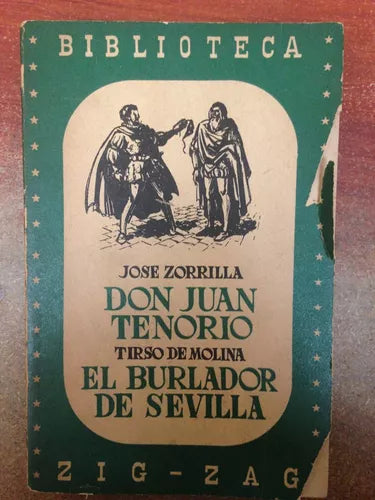 BIBLIOTECA
JOSE ZORRILLA
DON JUAN
TENORIO
TIRSO DE MOLINA
EL BURLADOR
DE SEVILLA
ZIG-ZAG